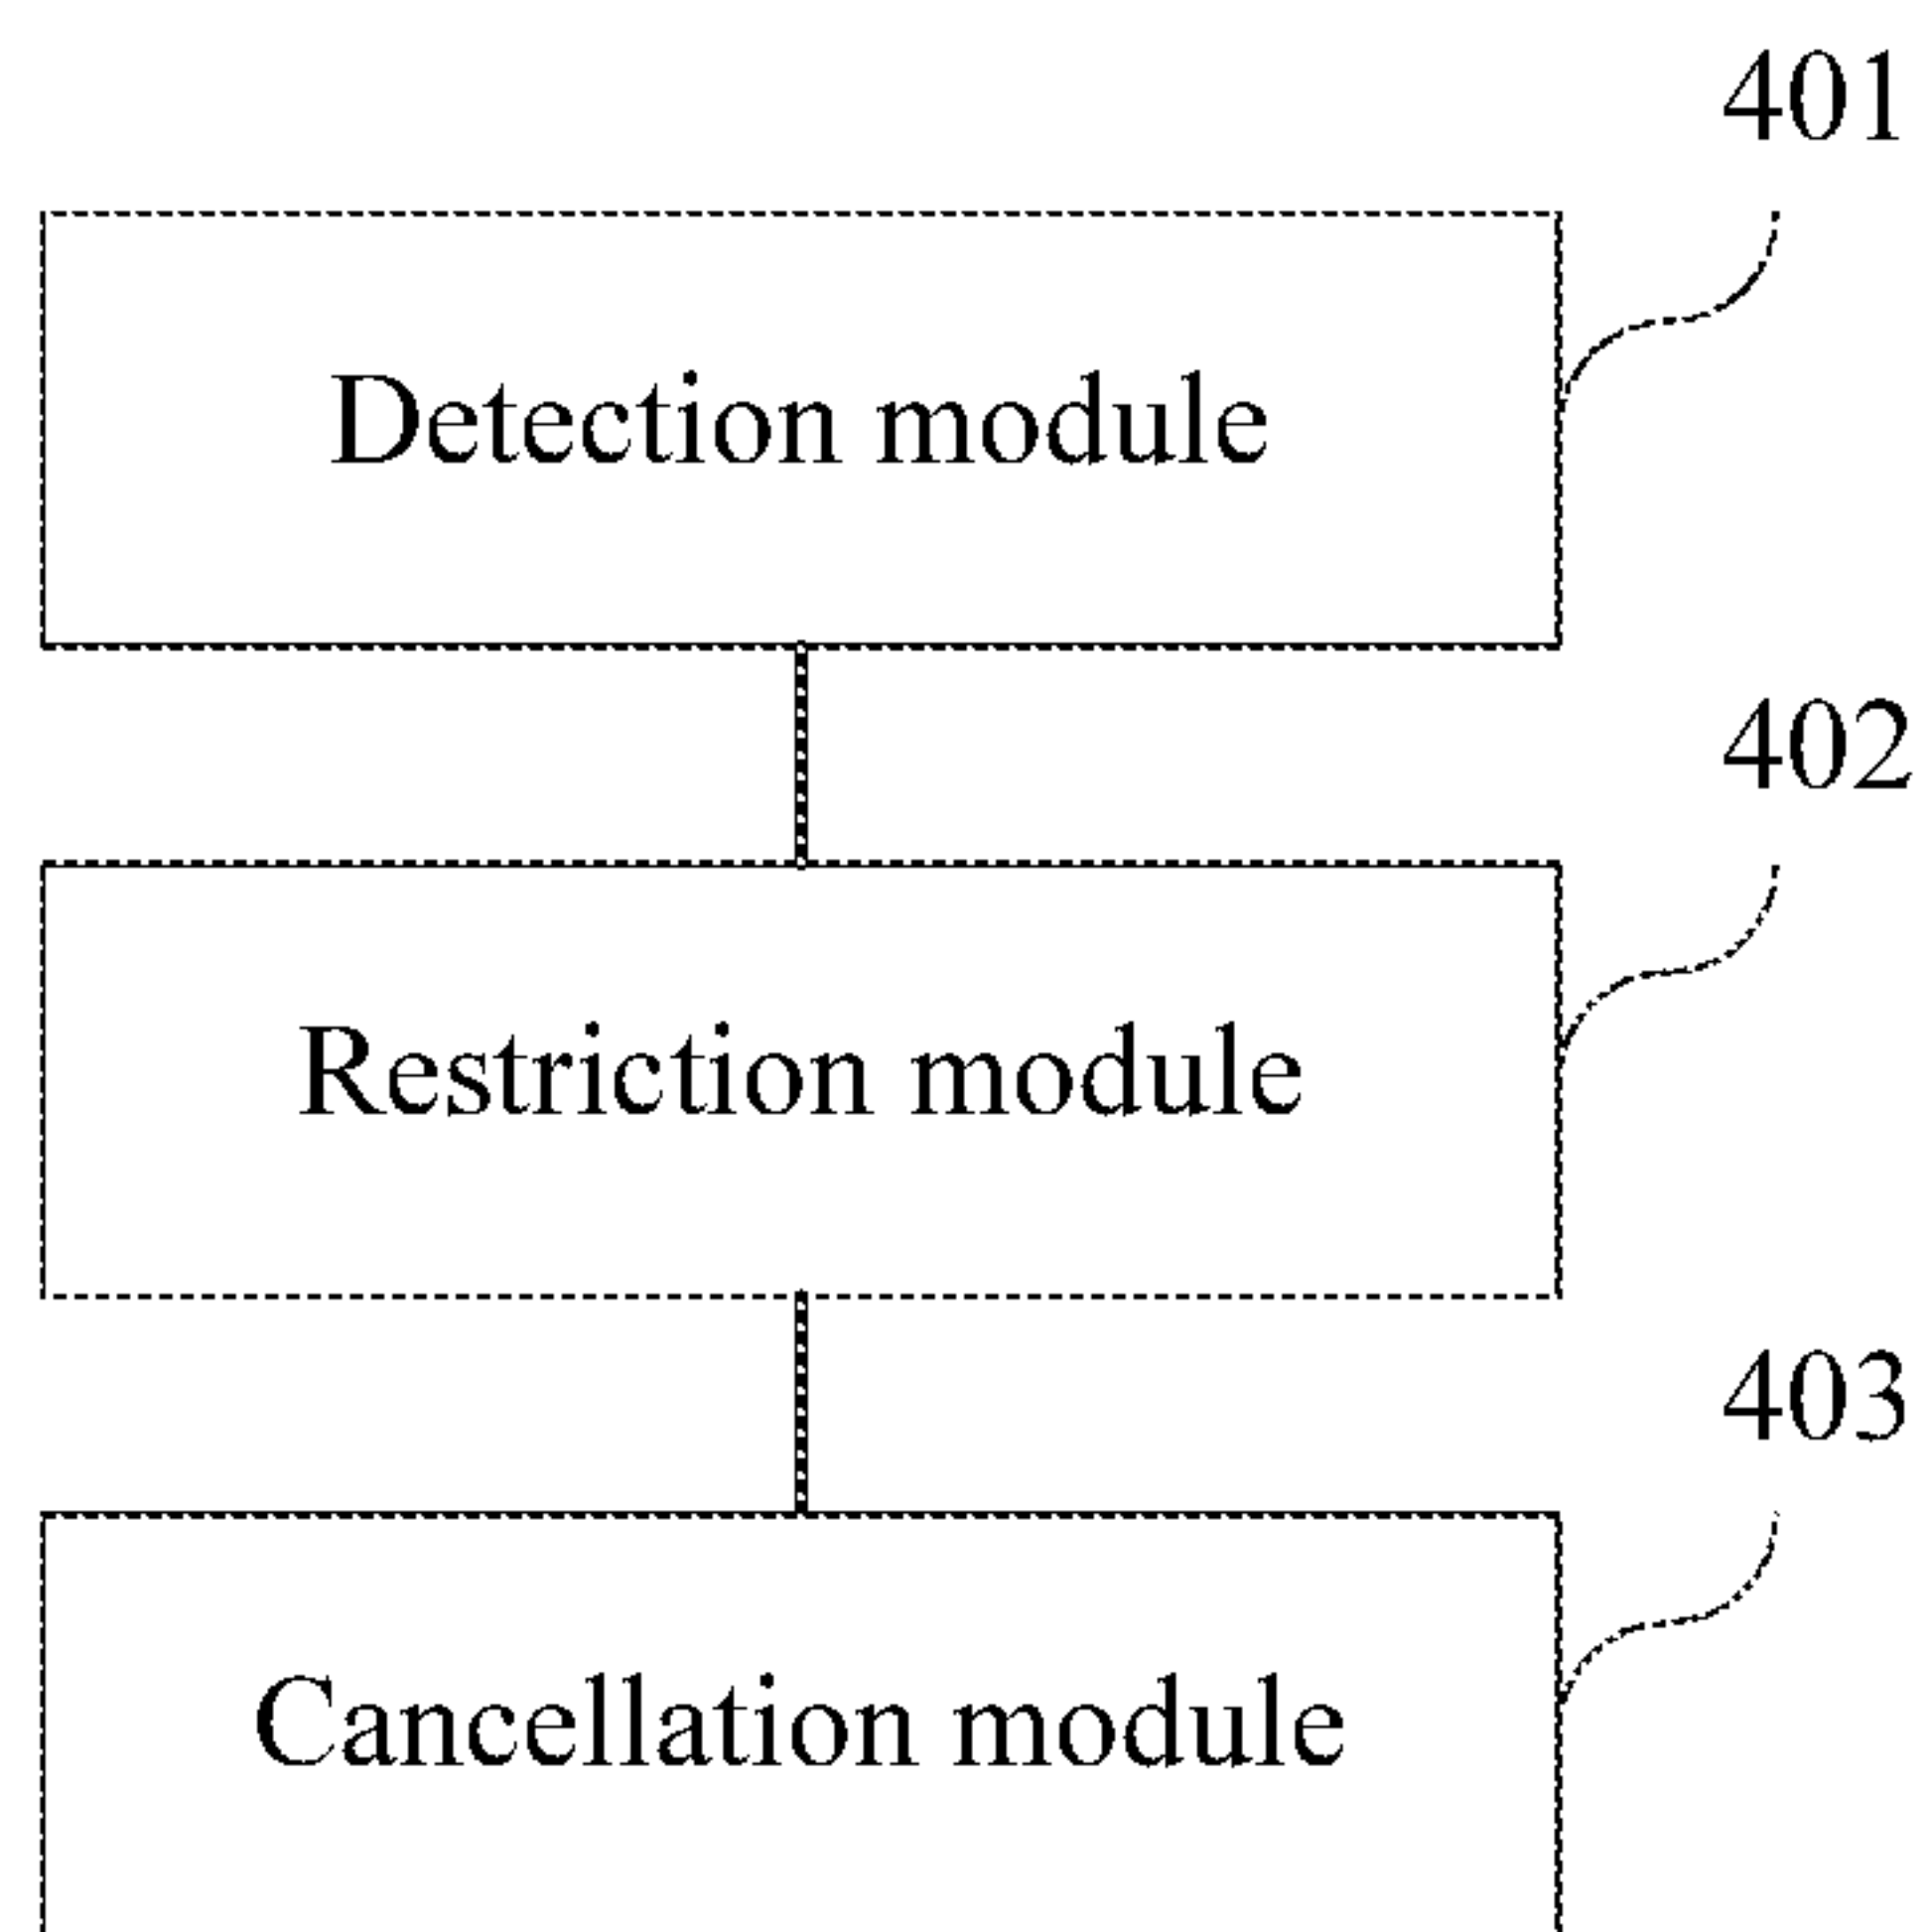 401
Detection module
402
Restriction module
403
Cancellation module